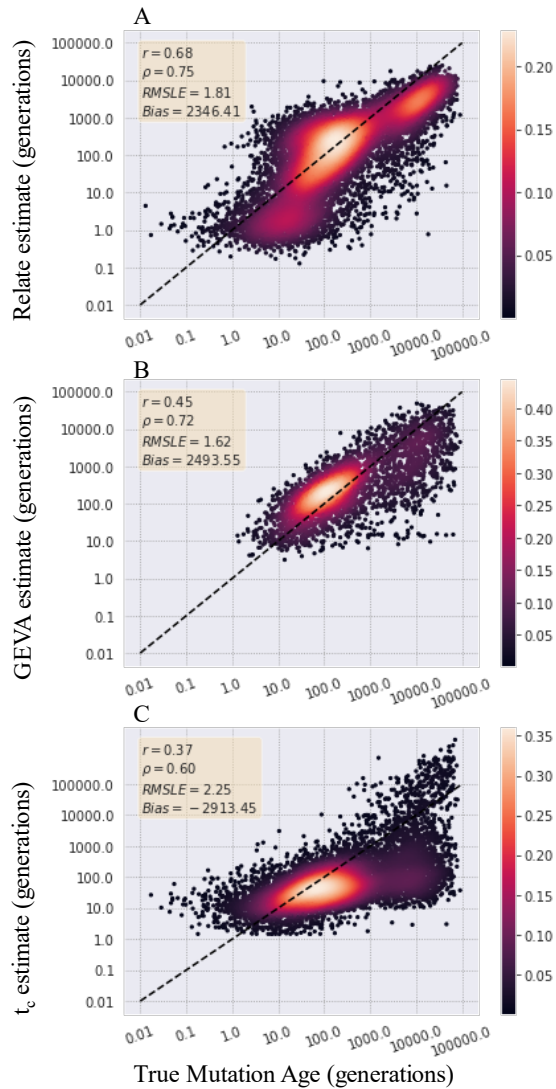 A
r = 0.68
ρ = 0.75
RMSLE = 1.81
Bias = 2346.41
Relate estimate (generations)
100000.0
10000.0
1000.0
100.0
10.0
1.0
0.1
0.01
0.01 0.1 1.0 10.0 100.0 1000.0 10000.0 100000.0
0.20
0.15
0.10
0.05
B
r = 0.45
ρ = 0.72
RMSLE = 1.62
Bias = 2493.55
GEVA estimate (generations)
100000.0
10000.0
1000.0
100.0
10.0
1.0
0.1
0.01
0.01 0.1 1.0 10.0 100.0 1000.0 10000.0 100000.0
0.40
0.35
0.30
0.25
0.20
0.15
0.10
0.05
C
r = 0.37
ρ = 0.60
RMSLE = 2.25
Bias = −2913.45
t_c estimate (generations)
100000.0
10000.0
1000.0
100.0
10.0
1.0
0.1
0.01
0.01 0.1 1.0 10.0 100.0 1000.0 10000.0 100000.0
0.35
0.30
0.25
0.20
0.15
0.10
0.05
True Mutation Age (generations)